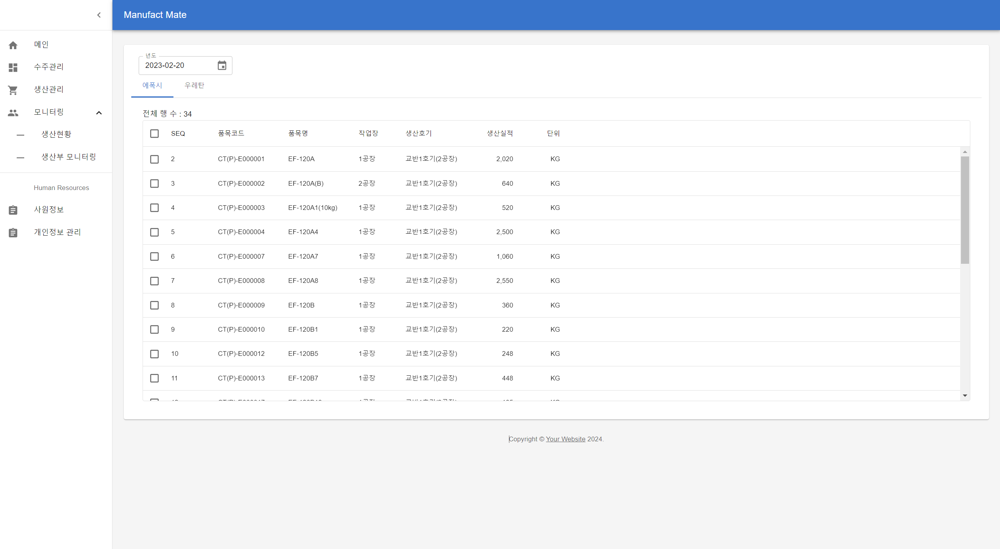 Manufact Mate
메인
수주관리
생산관리
모니터링
생산현황
생산부 모니터링
Human Resources
사원정보
개인정보 관리
년도
2023-02-20
에폭시 우레탄
전체 행 수 : 34
SEQ 품목코드 품목명 작업장 생산호기 생산실적 단위
2 CT(P)-E000001 EF-120A 1공장 교반1호기(2공장) 2,020 KG
3 CT(P)-E000002 EF-120A(B) 2공장 교반1호기(2공장) 640 KG
4 CT(P)-E000003 EF-120A1(10kg) 1공장 교반1호기(2공장) 520 KG
5 CT(P)-E000004 EF-120A4 1공장 교반1호기(2공장) 2,500 KG
6 CT(P)-E000007 EF-120A7 1공장 교반1호기(2공장) 1,060 KG
7 CT(P)-E000008 EF-120A8 1공장 교반1호기(2공장) 2,550 KG
8 CT(P)-E000009 EF-120B 1공장 교반1호기(2공장) 360 KG
9 CT(P)-E000010 EF-120B1 1공장 교반1호기(2공장) 220 KG
10 CT(P)-E000012 EF-120B5 1공장 교반1호기(2공장) 248 KG
11 CT(P)-E000013 EF-120B7 1공장 교반1호기(2공장) 448 KG
Copyright © Your Website 2024.